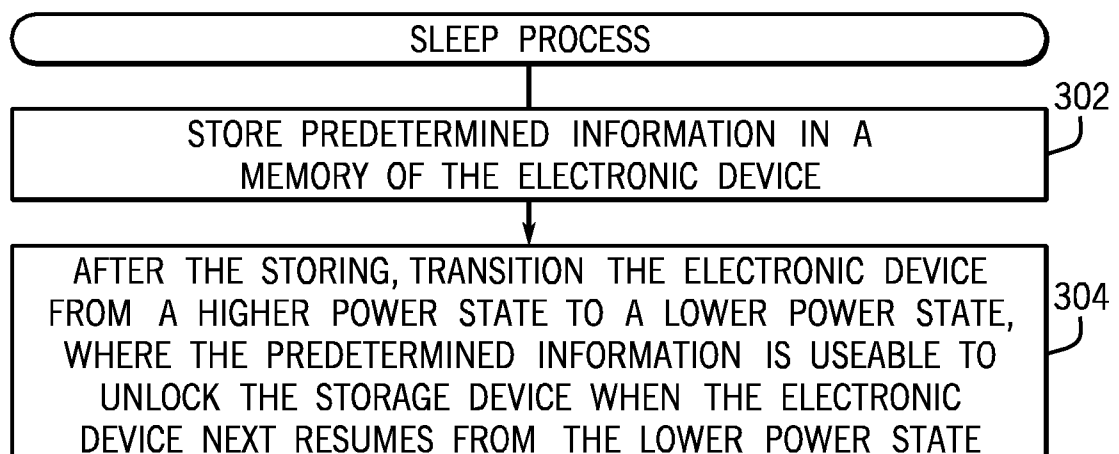 SLEEP PROCESS
302
STORE PREDETERMINED INFORMATION IN A
MEMORY OF THE ELECTRONIC DEVICE
304
AFTER THE STORING, TRANSITION THE ELECTRONIC DEVICE
FROM A HIGHER POWER STATE TO A LOWER POWER STATE,
WHERE THE PREDETERMINED INFORMATION IS USEABLE TO
UNLOCK THE STORAGE DEVICE WHEN THE ELECTRONIC
DEVICE NEXT RESUMES FROM THE LOWER POWER STATE